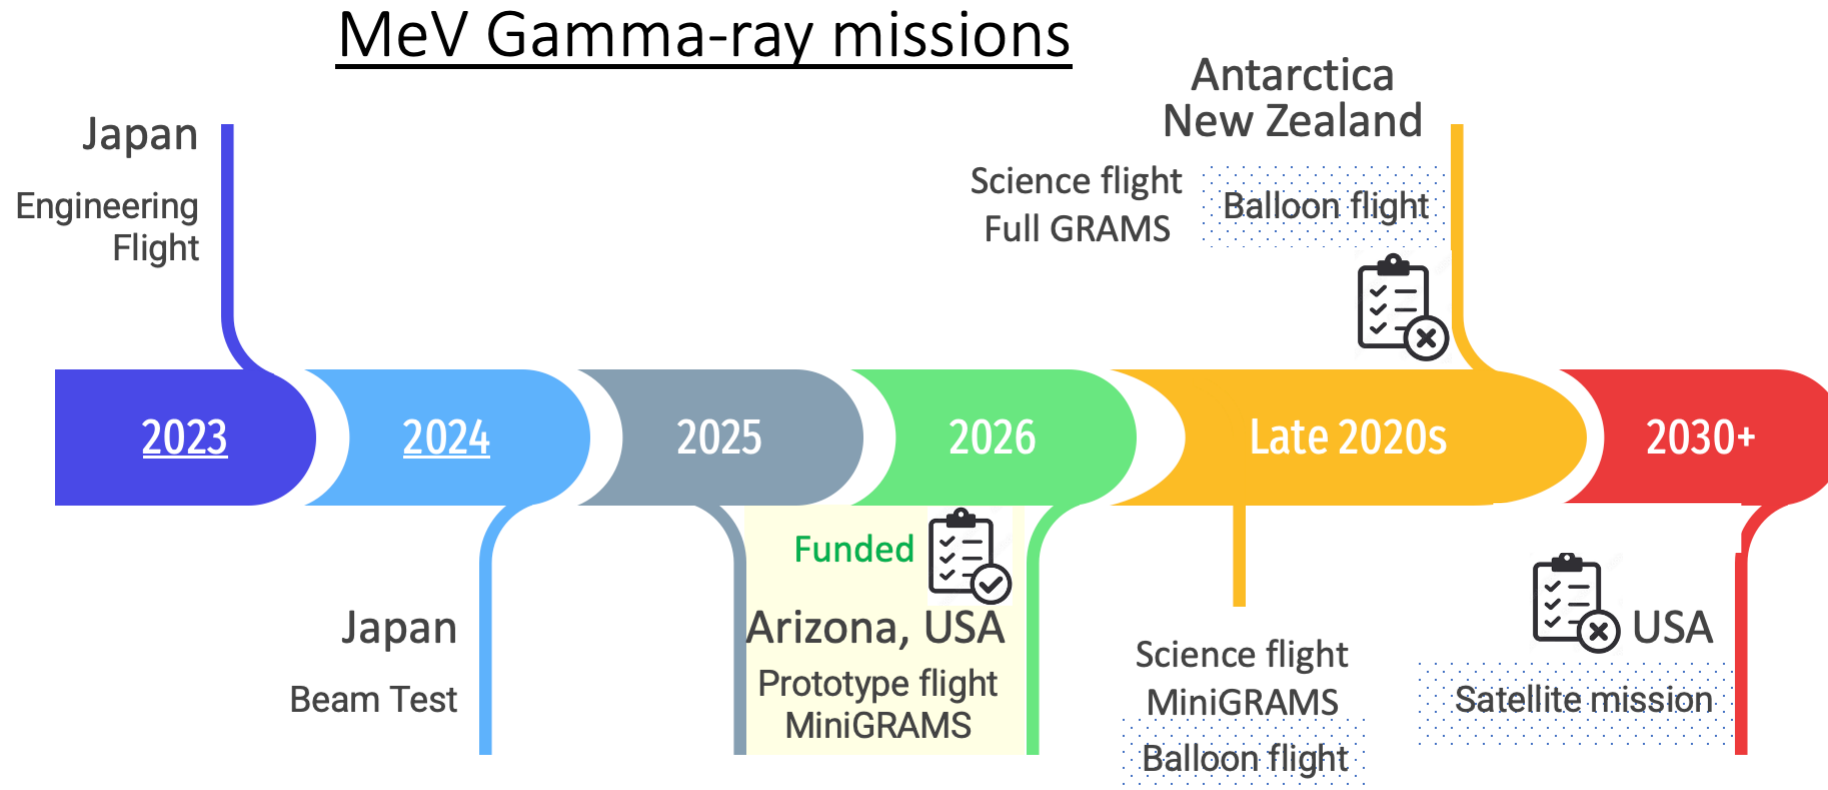 MeV Gamma-ray missions
Japan
Engineering
Flight
Antarctica
New Zealand
Science flight
Full GRAMS
Balloon flight
2023
2024
2025
2026
Late 2020s
2030+
Japan
Beam Test
Funded
Arizona, USA
Prototype flight
MiniGRAMS
Science flight
MiniGRAMS
Balloon flight
USA
Satellite mission